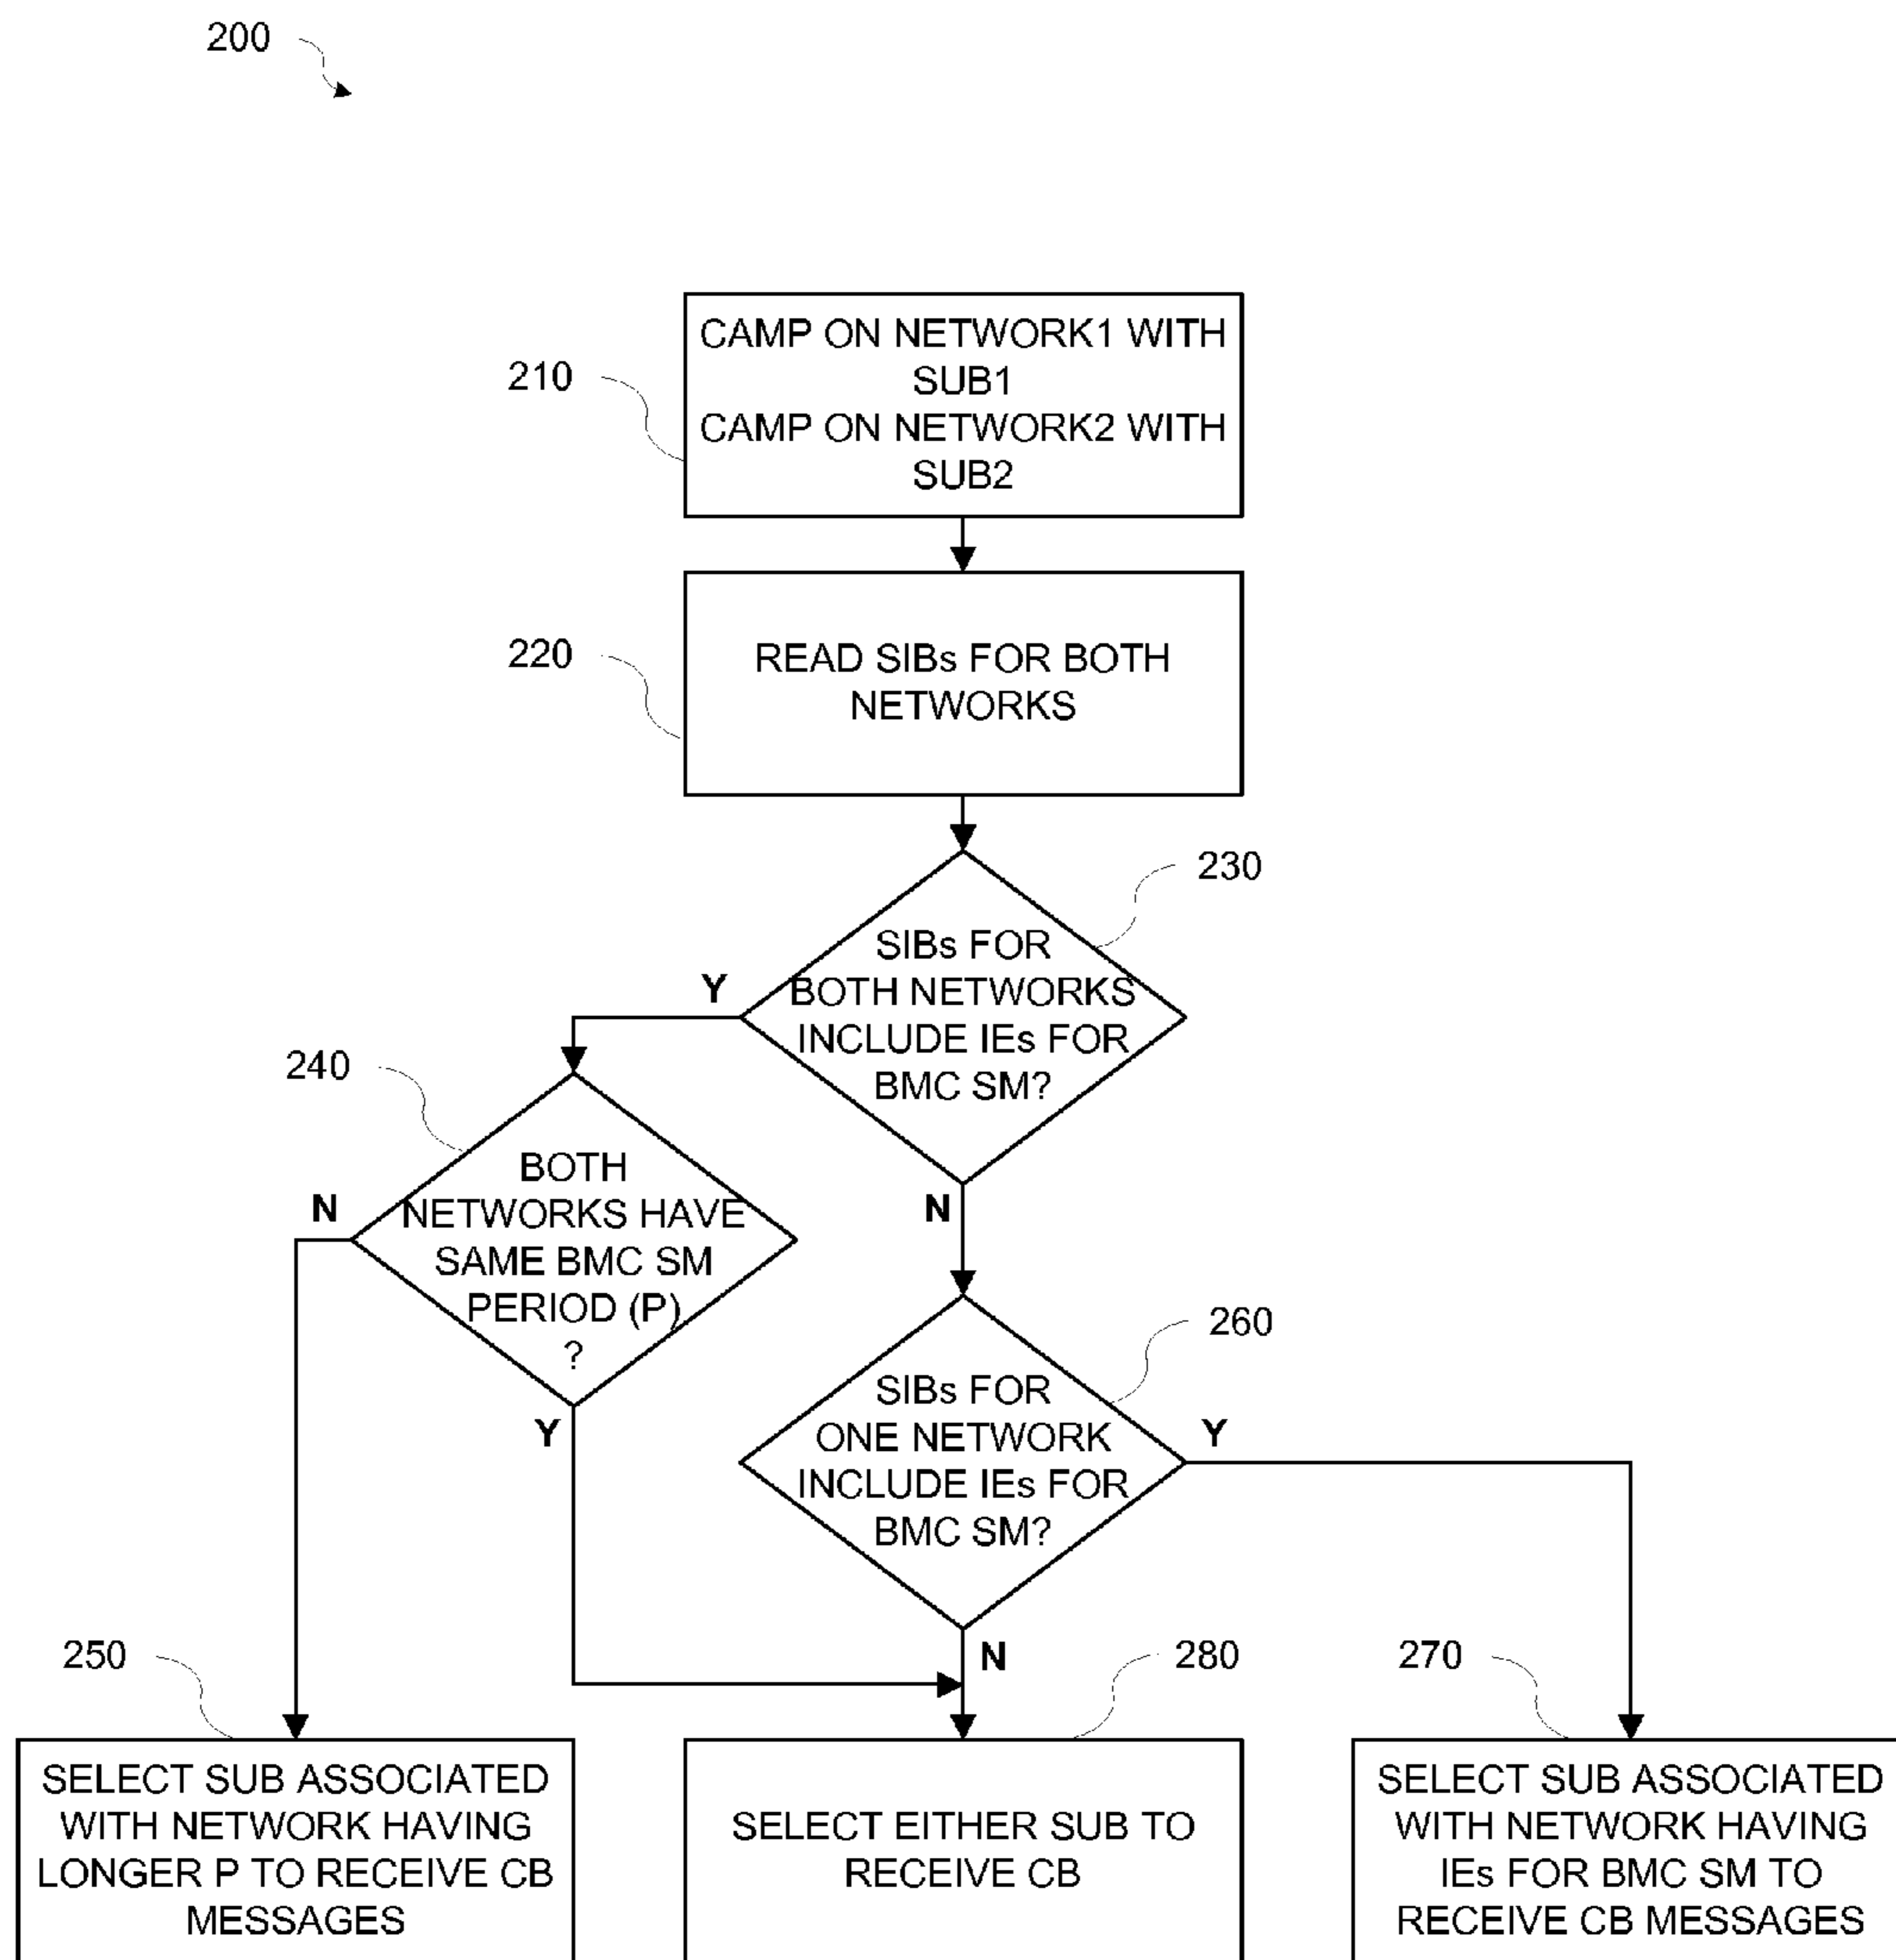 200
210
CAMP ON NETWORK1 WITH
SUB1
CAMP ON NETWORK2 WITH
SUB2
220
READ SIBs FOR BOTH
NETWORKS
230
SIBs FOR
BOTH NETWORKS
INCLUDE IEs FOR
BMC SM?
Y
N
240
BOTH
NETWORKS HAVE
SAME BMC SM
PERIOD (P)
?
N
Y
260
SIBs FOR
ONE NETWORK
INCLUDE IEs FOR
BMC SM?
Y
N
250
SELECT SUB ASSOCIATED
WITH NETWORK HAVING
LONGER P TO RECEIVE CB
MESSAGES
280
SELECT EITHER SUB TO
RECEIVE CB
270
SELECT SUB ASSOCIATED
WITH NETWORK HAVING
IEs FOR BMC SM TO
RECEIVE CB MESSAGES